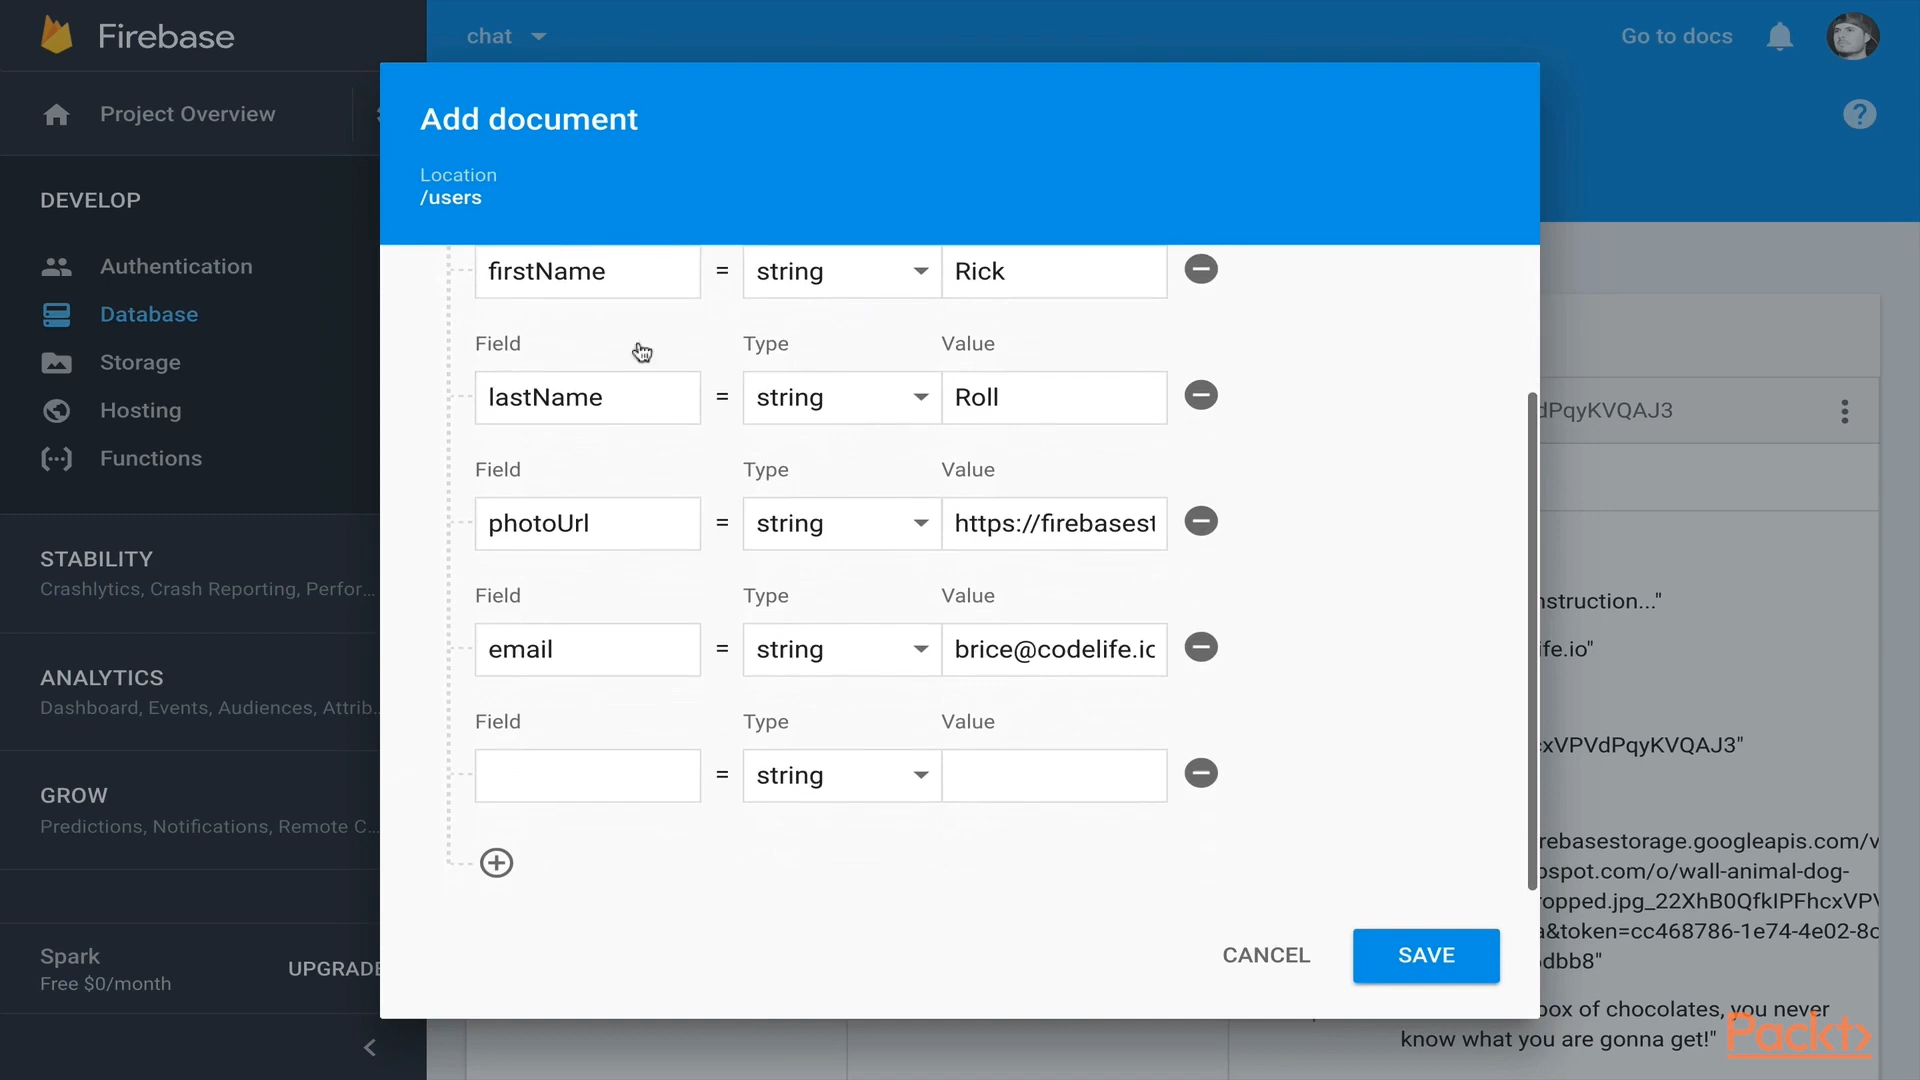 Firebase
chat
Go to docs
Project Overview
Add document
Location
/users
DEVELOP
Authentication
Database
Storage
Hosting
Functions
firstName = string Rick
Field Type Value
lastName = string Roll
Field Type Value
photoUrl = string https://firebasest
Field Type Value
email = string brice@codelife.ic
Field Type Value
= string
CANCEL
SAVE
STABILITY
Crashlytics, Crash Reporting, Perfor...
ANALYTICS
Dashboard, Events, Audiences, Attrib..
GROW
Predictions, Notifications, Remote C...
Spark
Free $0/month
UPGRADE
dPqyKVQAJ3
nstruction..."
ife.io"
xVPVdPqyKVQAJ3"
rebasestorage.googleapis.com/v
ospot.com/o/wall-animal-dog-
ropped.jpg_22XhB0QfkIPFhcxVPV
a&token=cc468786-1e74-4e02-8c
dbb8"
box of chocolates, you never
know what you are gonna get!"
Packt>